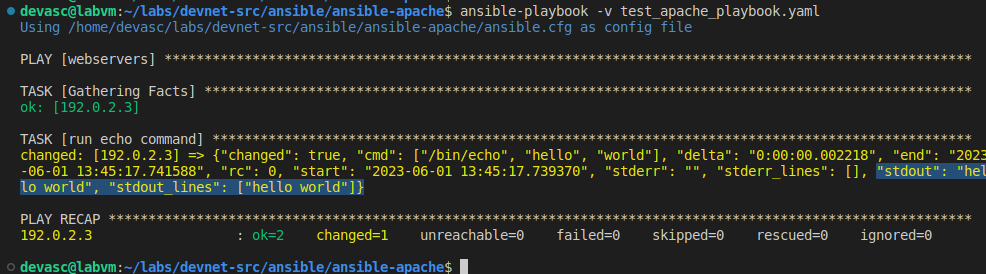 devasc@labvm:~/labs/devnet-src/ansible/ansible-apache$ ansible-playbook -v test_apache_playbook.yaml
Using /home/devasc/labs/devnet-src/ansible/ansible-apache/ansible.cfg as config file
PLAY [webservers] *****************************************************************************************************
TASK [Gathering Facts] ************************************************************************************************
ok: [192.0.2.3]
TASK [run echo command] ***********************************************************************************************
changed: [192.0.2.3] => {"changed": true, "cmd": ["/bin/echo", "hello", "world"], "delta": "0:00:00.002218", "end": "2023
-06-01 13:45:17.741588", "rc": 0, "start": "2023-06-01 13:45:17.739370", "stderr": "", "stderr_lines": [], "stdout": "hel
lo world", "stdout_lines": ["hello world"]}
PLAY RECAP ************************************************************************************************************
192.0.2.3                  : ok=2    changed=1    unreachable=0    failed=0    skipped=0    rescued=0    ignored=0
devasc@labvm:~/labs/devnet-src/ansible/ansible-apache$